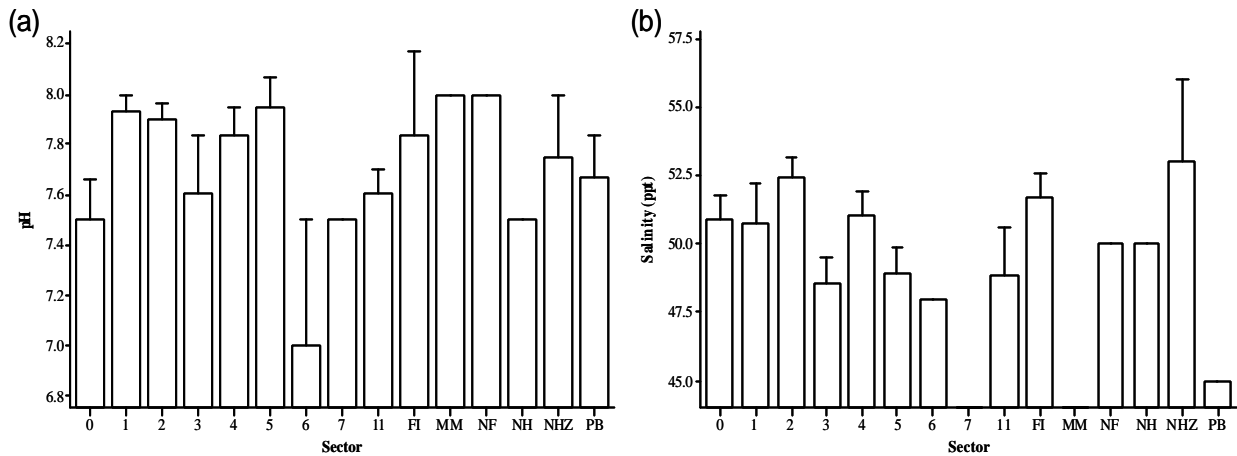 (a)
8.2
8.0
7.8
7.6
7.4
7.2
7.0
6.8
pH
0 1 2 3 4 5 6 7 11 FI MM NF NH NHZ PB
Sector
(b)
57.5
55.0
52.5
50.0
47.5
45.0
Salinity (ppt)
0 1 2 3 4 5 6 7 11 FI MM NF NH NHZ PB
Sector